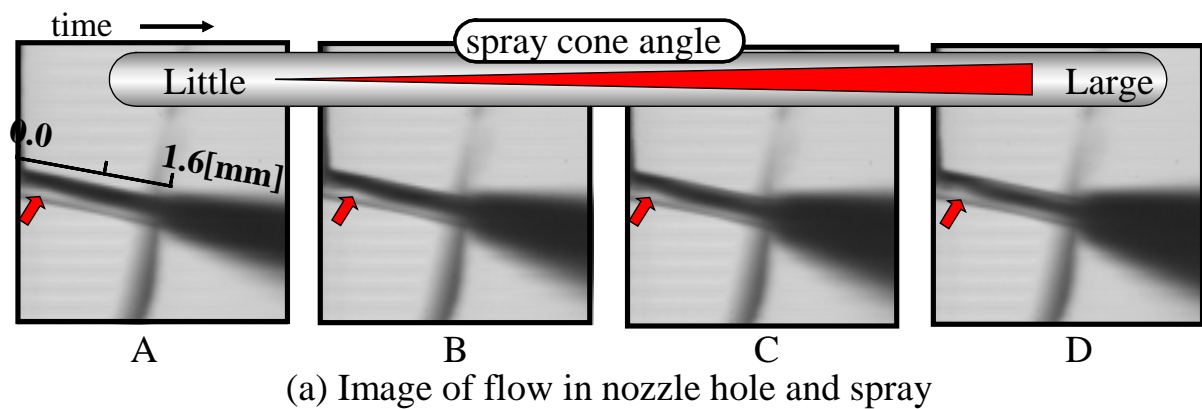 time
spray cone angle
Little
Large
0.0
1.6[mm]
A
B
C
D
(a) Image of flow in nozzle hole and spray